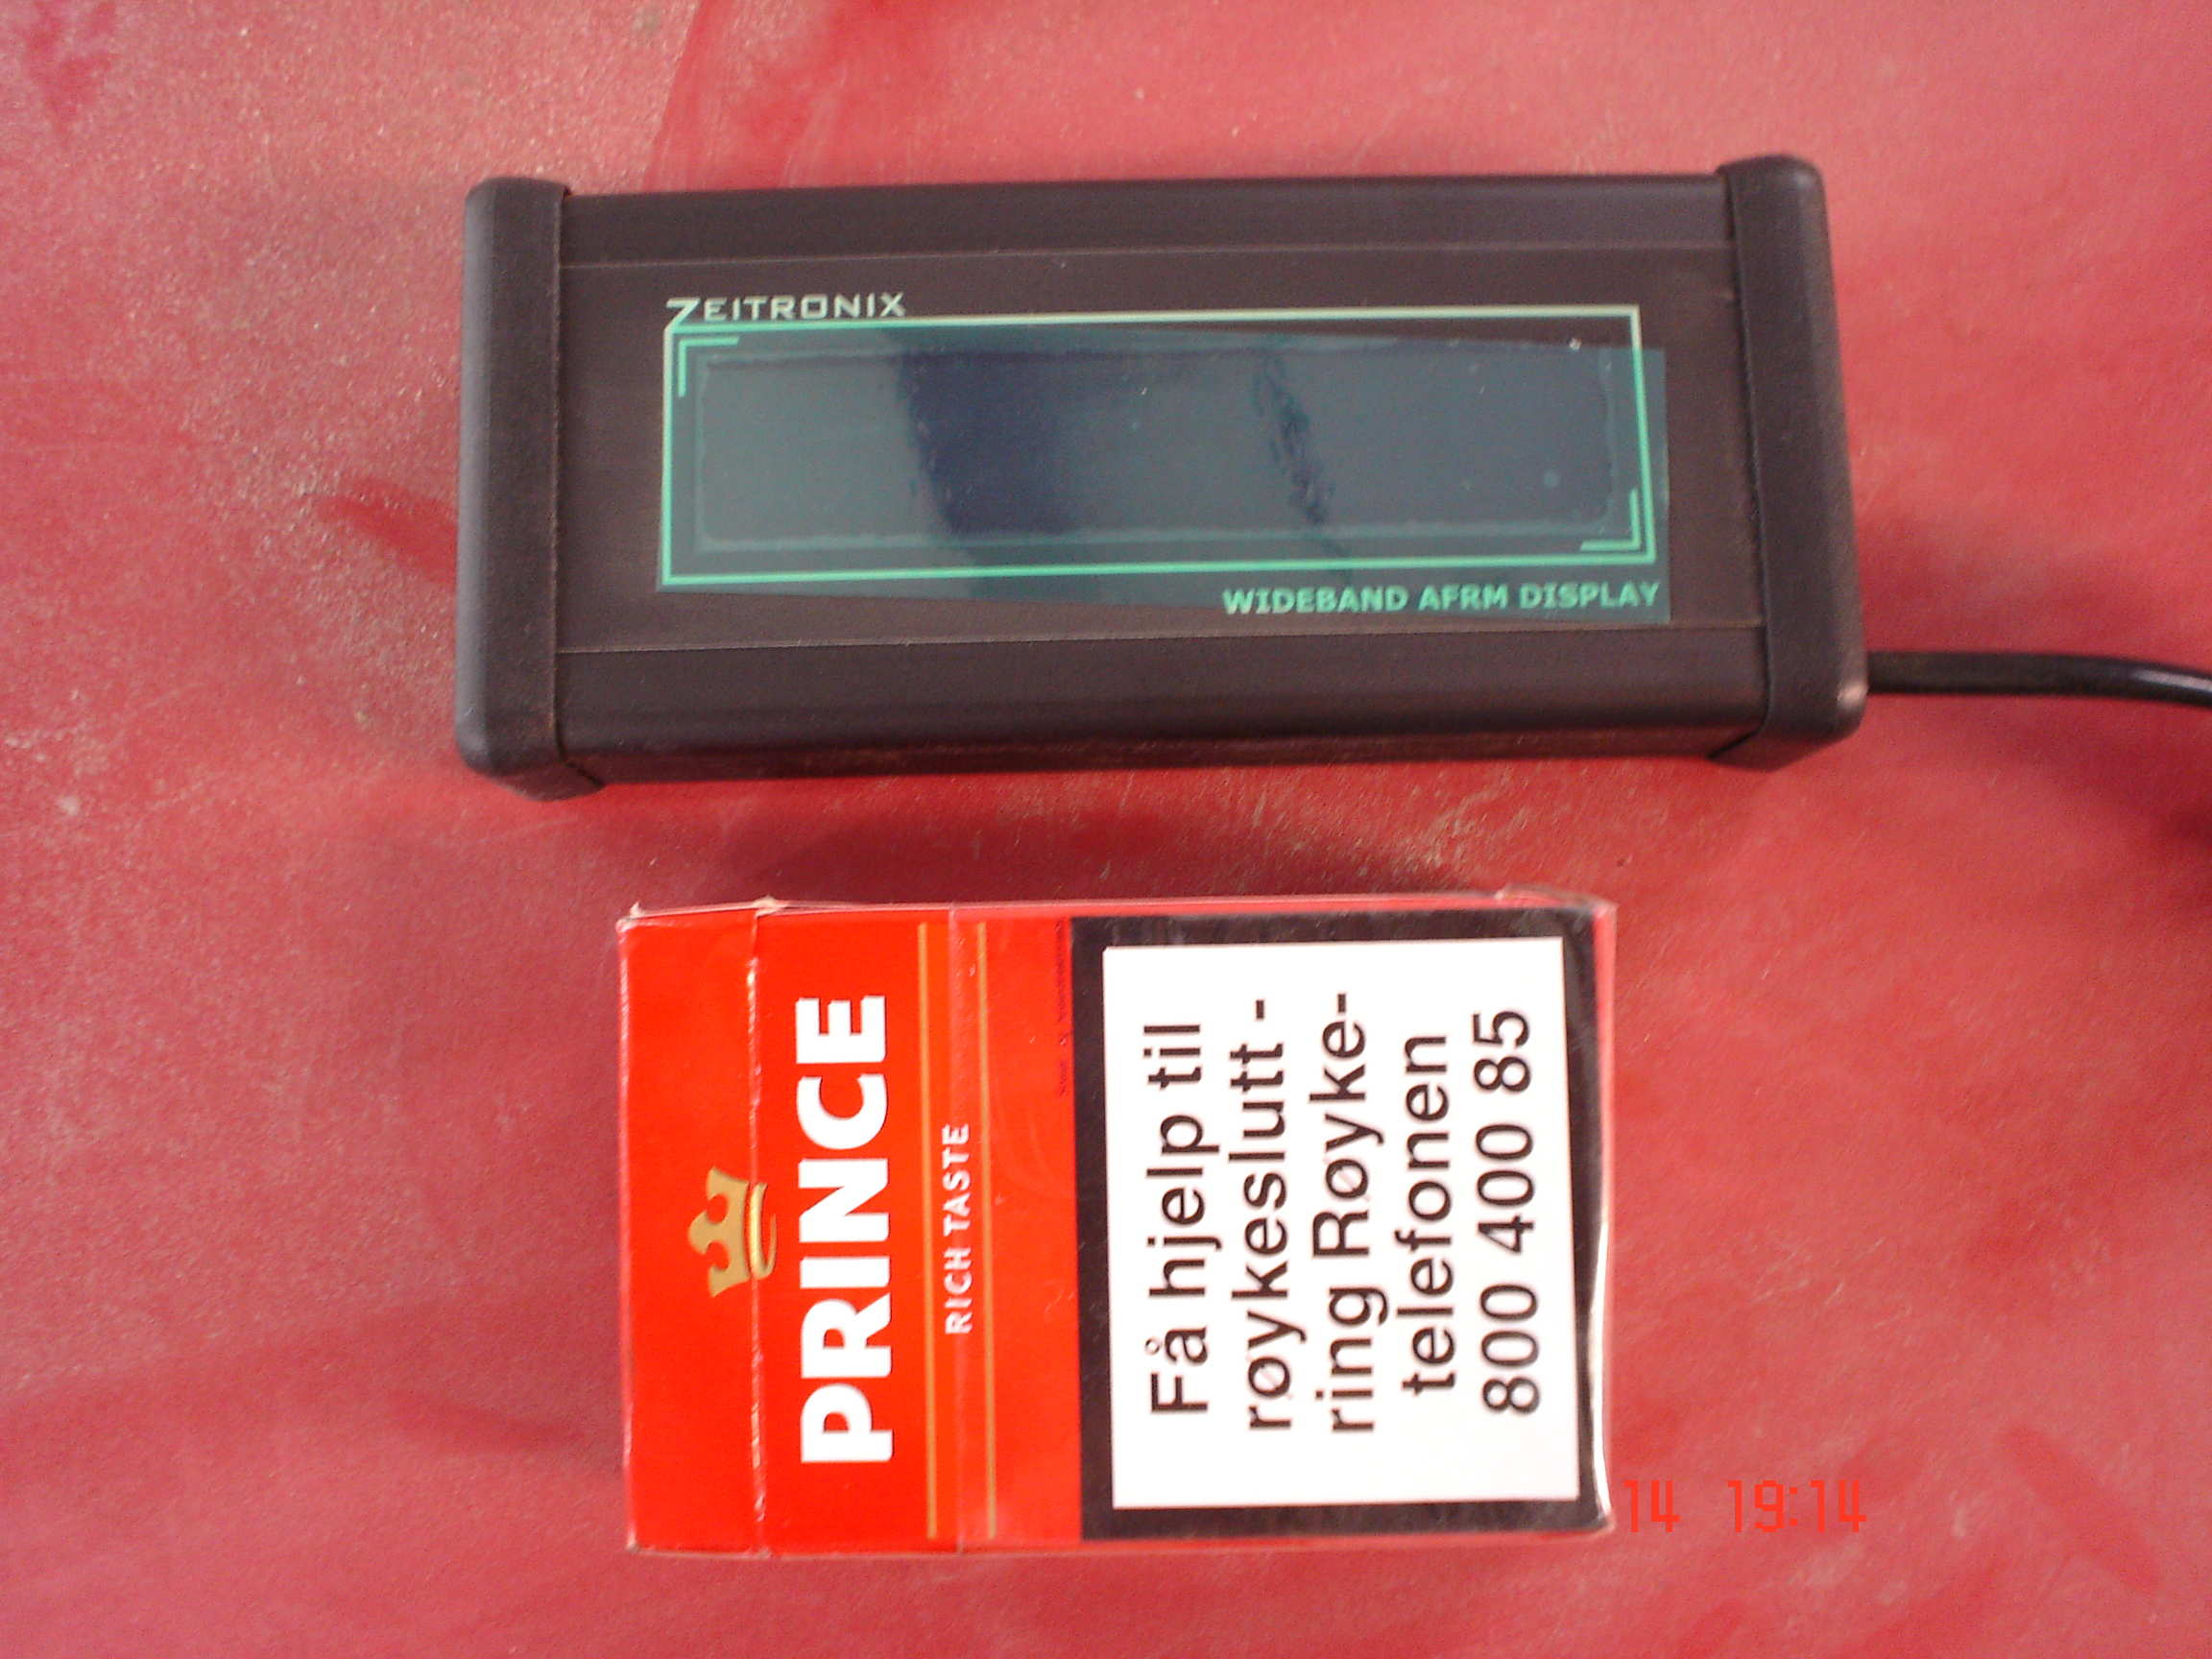 ZEITRONIX
WIDEBAND AFRM DISPLAY
PRINCE
RICH TASTE
Få hjelp til
røykeslutt -
ring Røyke-
telefonen
800 400 85
14 19:14